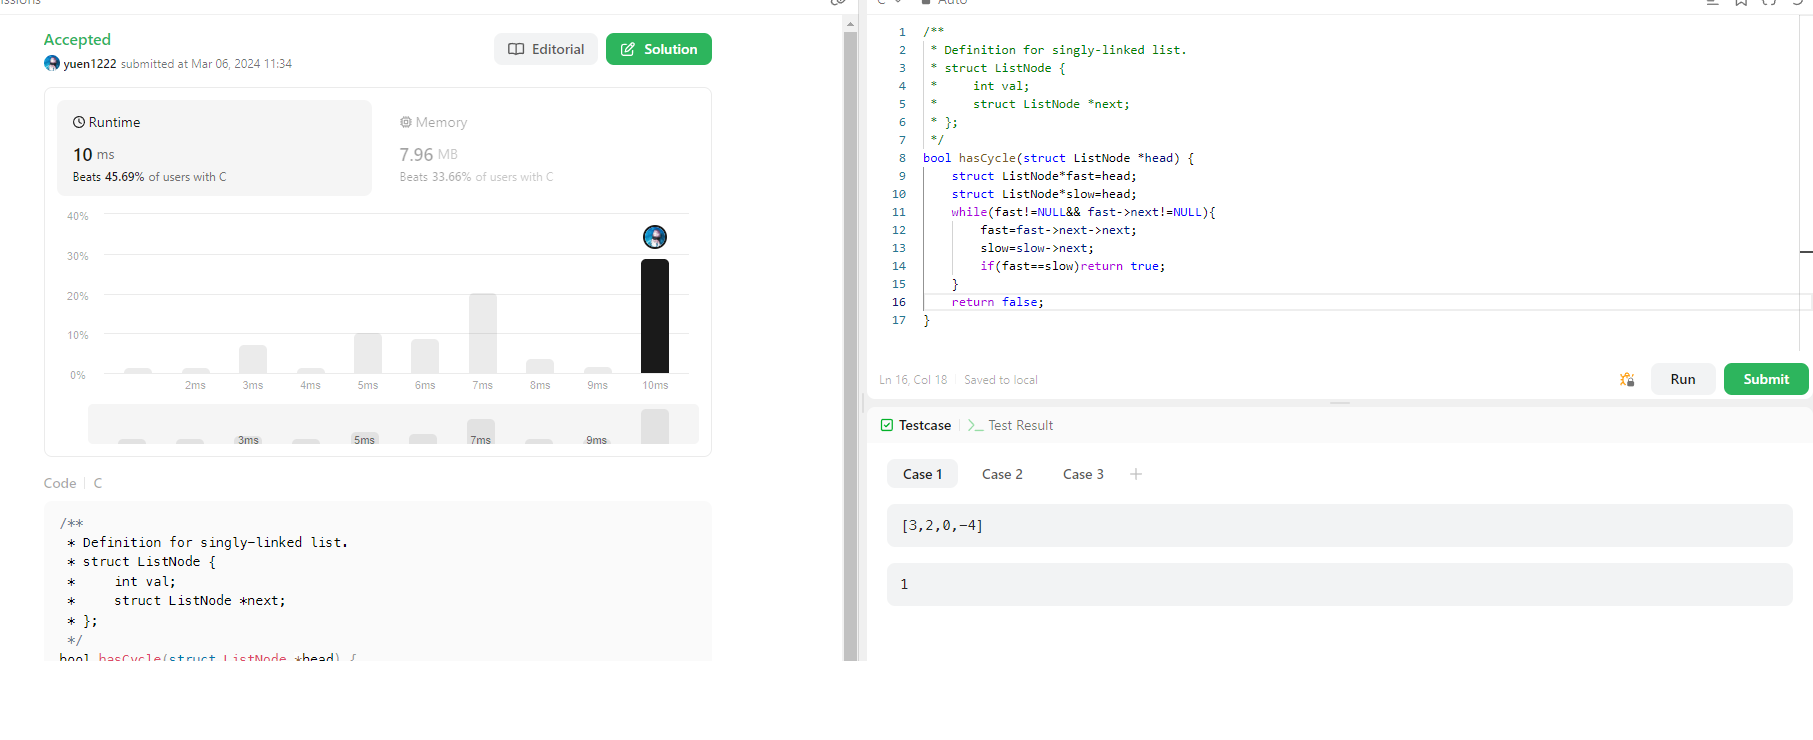 Accepted
yuen1222 submitted at Mar 06, 2024 11:34
Editorial
Solution
Runtime
10 ms
Beats 45.69% of users with C
Memory
7.96 MB
Beats 33.66% of users with C
40%
30%
20%
10%
0%
2ms 3ms 4ms 5ms 6ms 7ms 8ms 9ms 10ms
3ms 5ms 7ms 9ms
Code C
/**
 * Definition for singly-linked list.
 * struct ListNode {
 *     int val;
 *     struct ListNode *next;
 * };
 */
bool hasCycle(struct ListNode *head) {
Auto
1 /**
2  * Definition for singly-linked list.
3  * struct ListNode {
4  *     int val;
5  *     struct ListNode *next;
6  * };
7  */
8 bool hasCycle(struct ListNode *head) {
9     struct ListNode*fast=head;
10     struct ListNode*slow=head;
11     while(fast!=NULL&& fast->next!=NULL){
12         fast=fast->next->next;
13         slow=slow->next;
14         if(fast==slow)return true;
15     }
16     return false;
17 }
Ln 16, Col 18 Saved to local
Run
Submit
Testcase
>_ Test Result
Case 1 Case 2 Case 3 +
[3,2,0,-4]
1